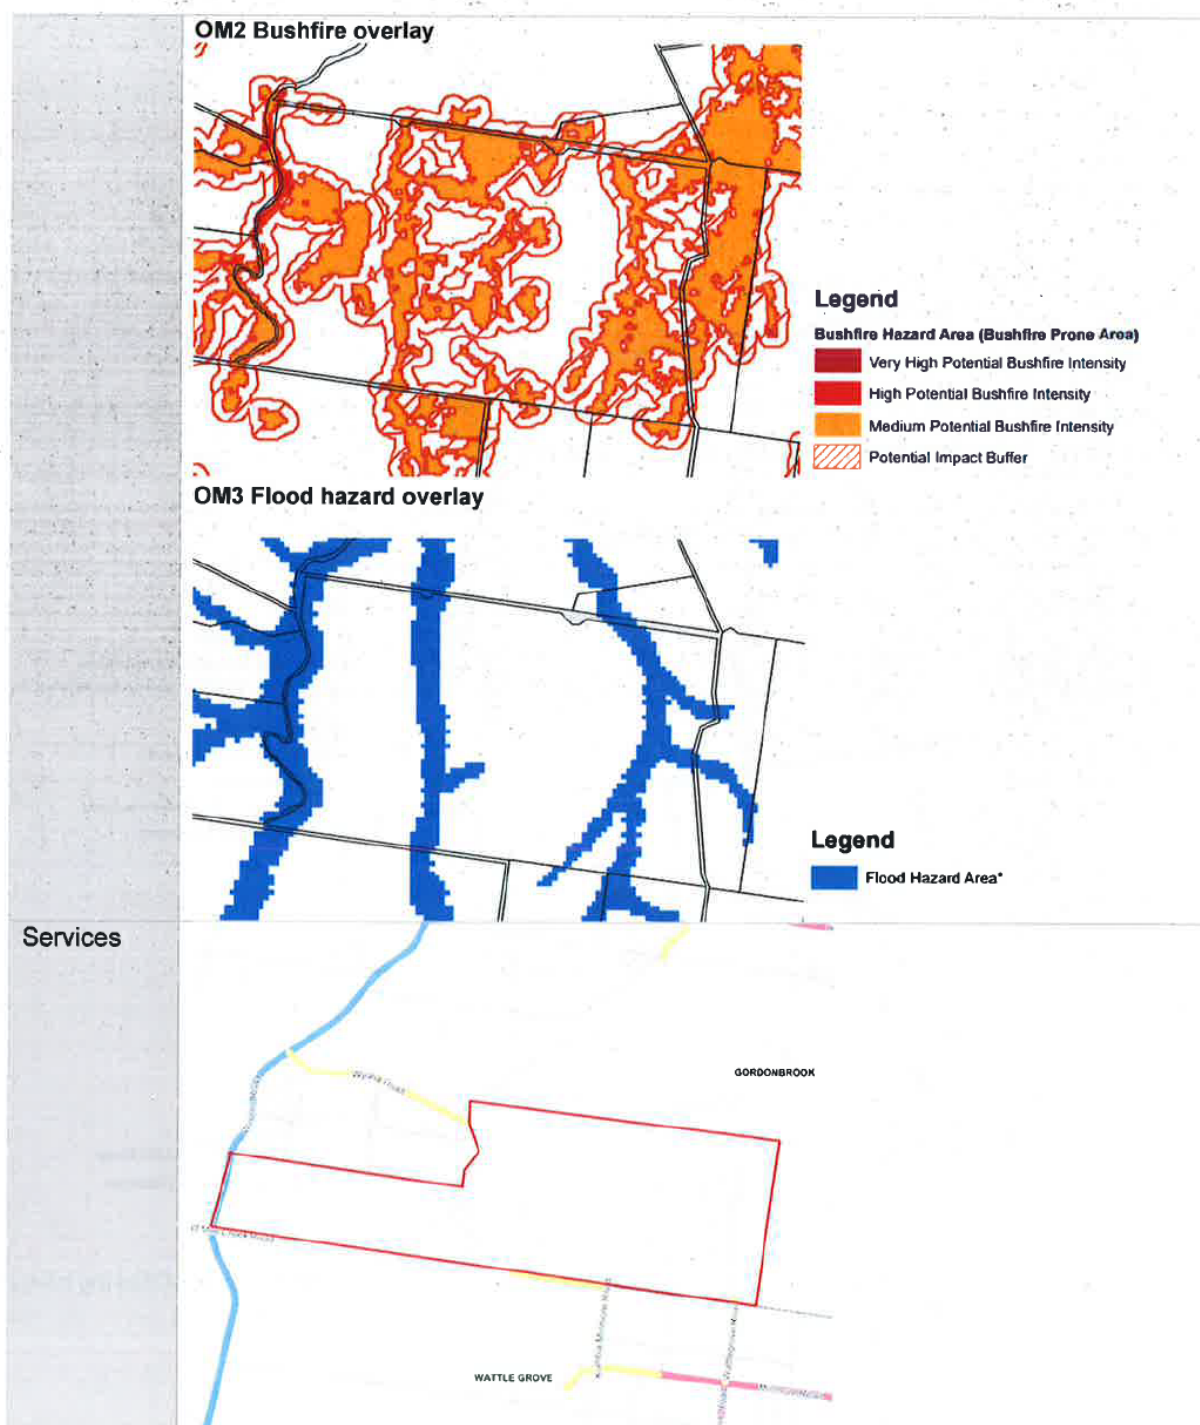 OM2 Bushfire overlay
Legend
Bushfire Hazard Area (Bushfire Prone Area)
Very High Potential Bushfire Intensity
High Potential Bushfire Intensity
Medium Potential Bushfire Intensity
Potential Impact Buffer
OM3 Flood hazard overlay
Legend
Flood Hazard Area*
Services
GORDONBROOK
Road
WATTLE GROVE